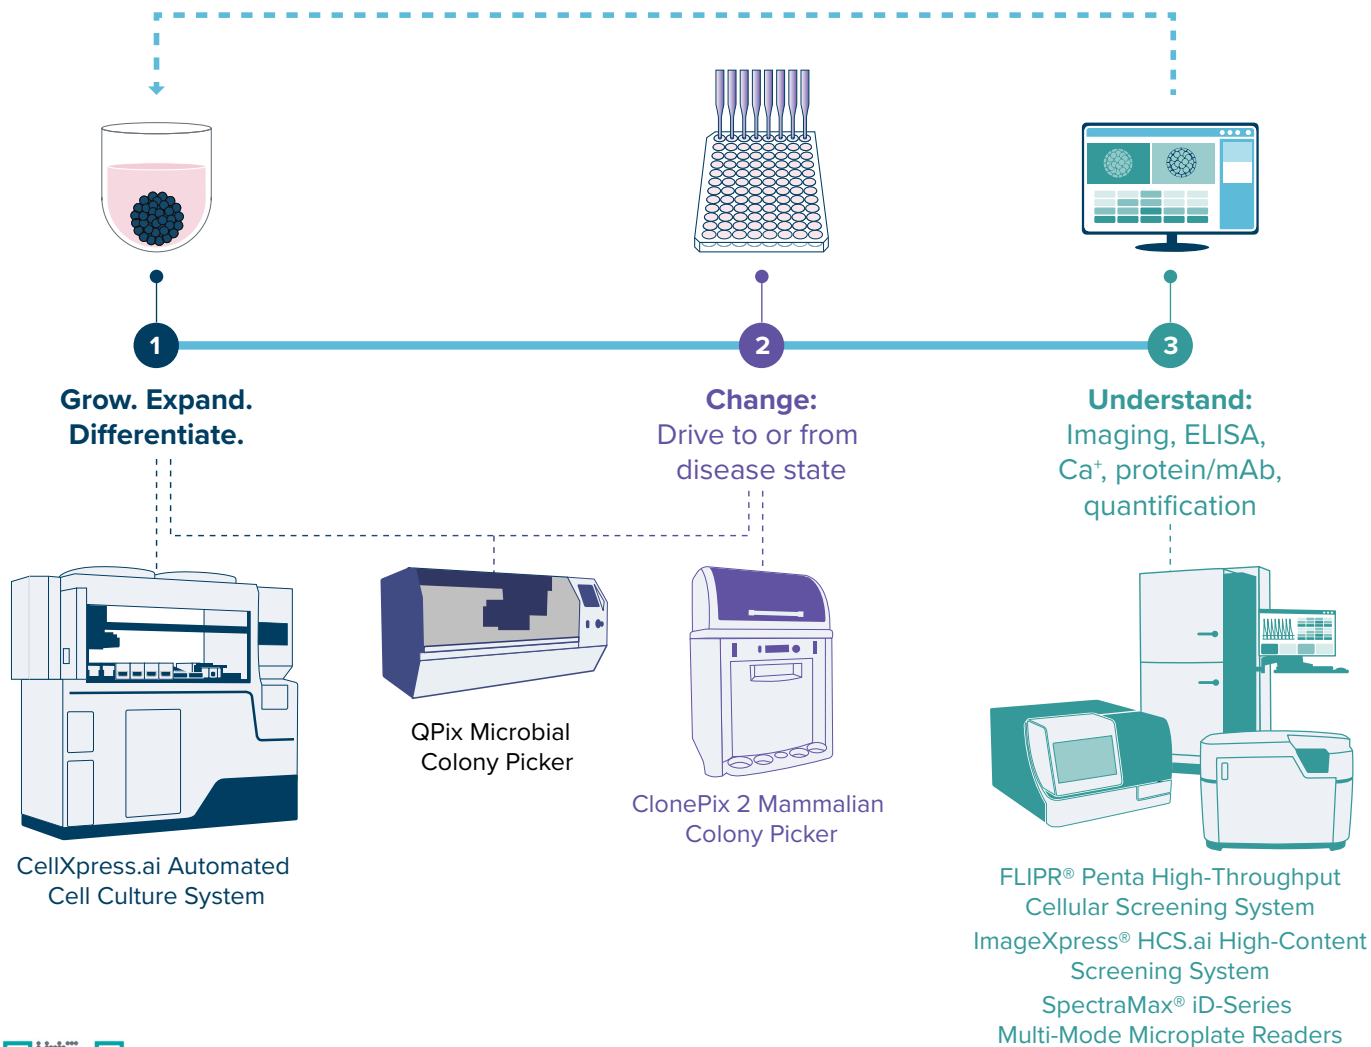 1
2
3
Grow. Expand.
Differentiate.
Change:
Drive to or from
disease state
Understand:
Imaging, ELISA,
Ca⁺, protein/mAb,
quantification
QPix Microbial
Colony Picker
ClonePix 2 Mammalian
Colony Picker
CellXpress.ai Automated
Cell Culture System
FLIPR® Penta High-Throughput
Cellular Screening System
ImageXpress® HCS.ai High-Content
Screening System
SpectraMax® iD-Series
Multi-Mode Microplate Readers